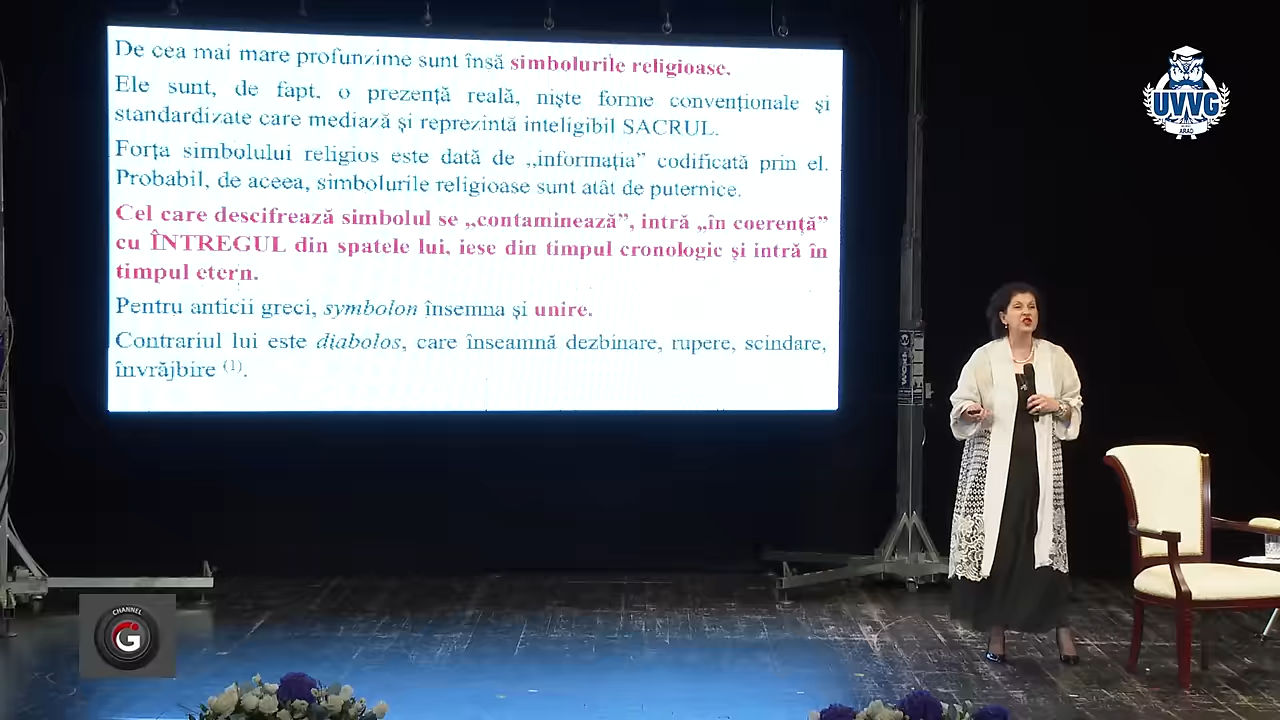 De cea mai mare profunzime sunt însă simbolurile religioase.
Ele sunt, de fapt, o prezență reală, niște forme convenționale și
standardizate care mediază și reprezintă inteligibil SACRUL.
Forța simbolului religios este dată de „informația” codificată prin el.
Probabil, de aceea, simbolurile religioase sunt atât de puternice.
Cel care descifrează simbolul se „contaminează”, intră „în coerență”
cu ÎNTREGUL din spatele lui, iese din timpul cronologic și intră în
timpul etern.
Pentru anticii greci, symbolon însemna și unire.
Contrariul lui este diabolos, care înseamnă dezbinare, rupere, scindare,
învrăjbire (1).
UVVG
ARAD
CHANNEL
G